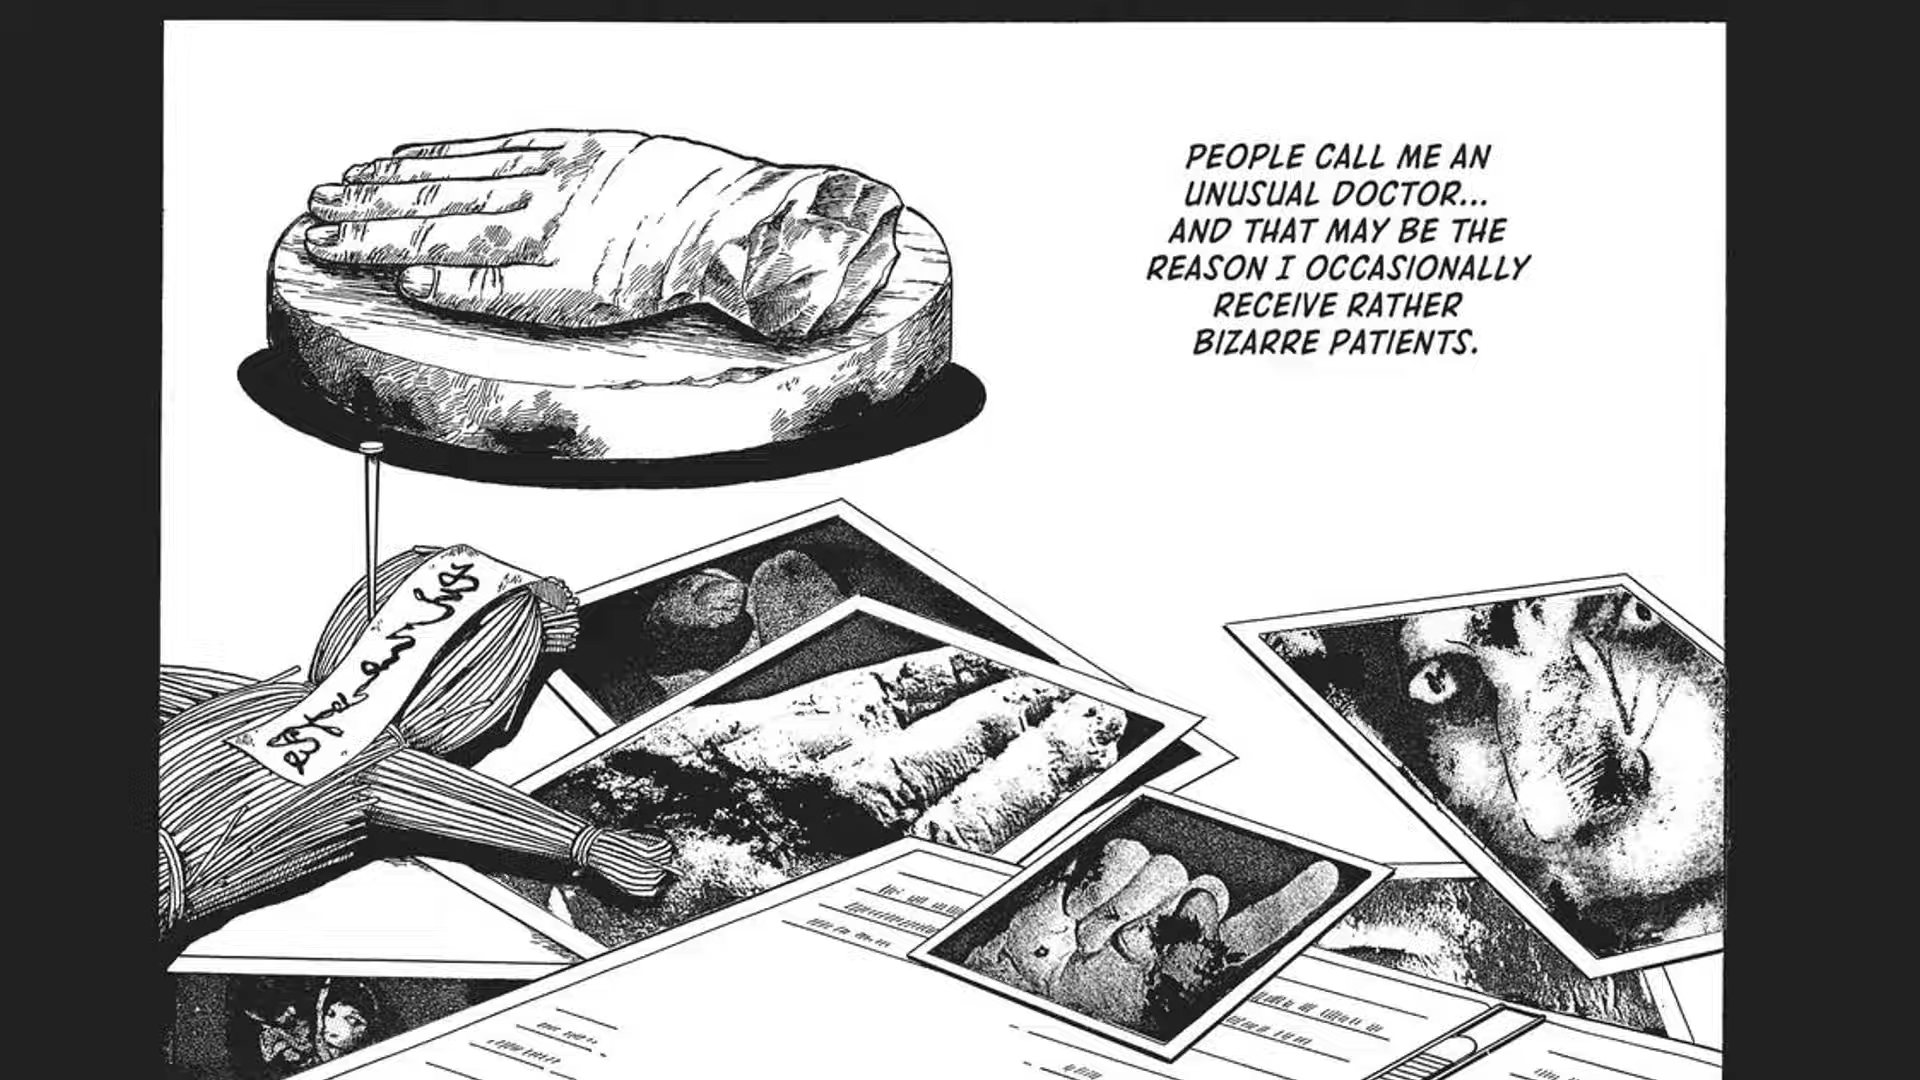 PEOPLE CALL ME AN
UNUSUAL DOCTOR...
AND THAT MAY BE THE
REASON I OCCASIONALLY
RECEIVE RATHER
BIZARRE PATIENTS.